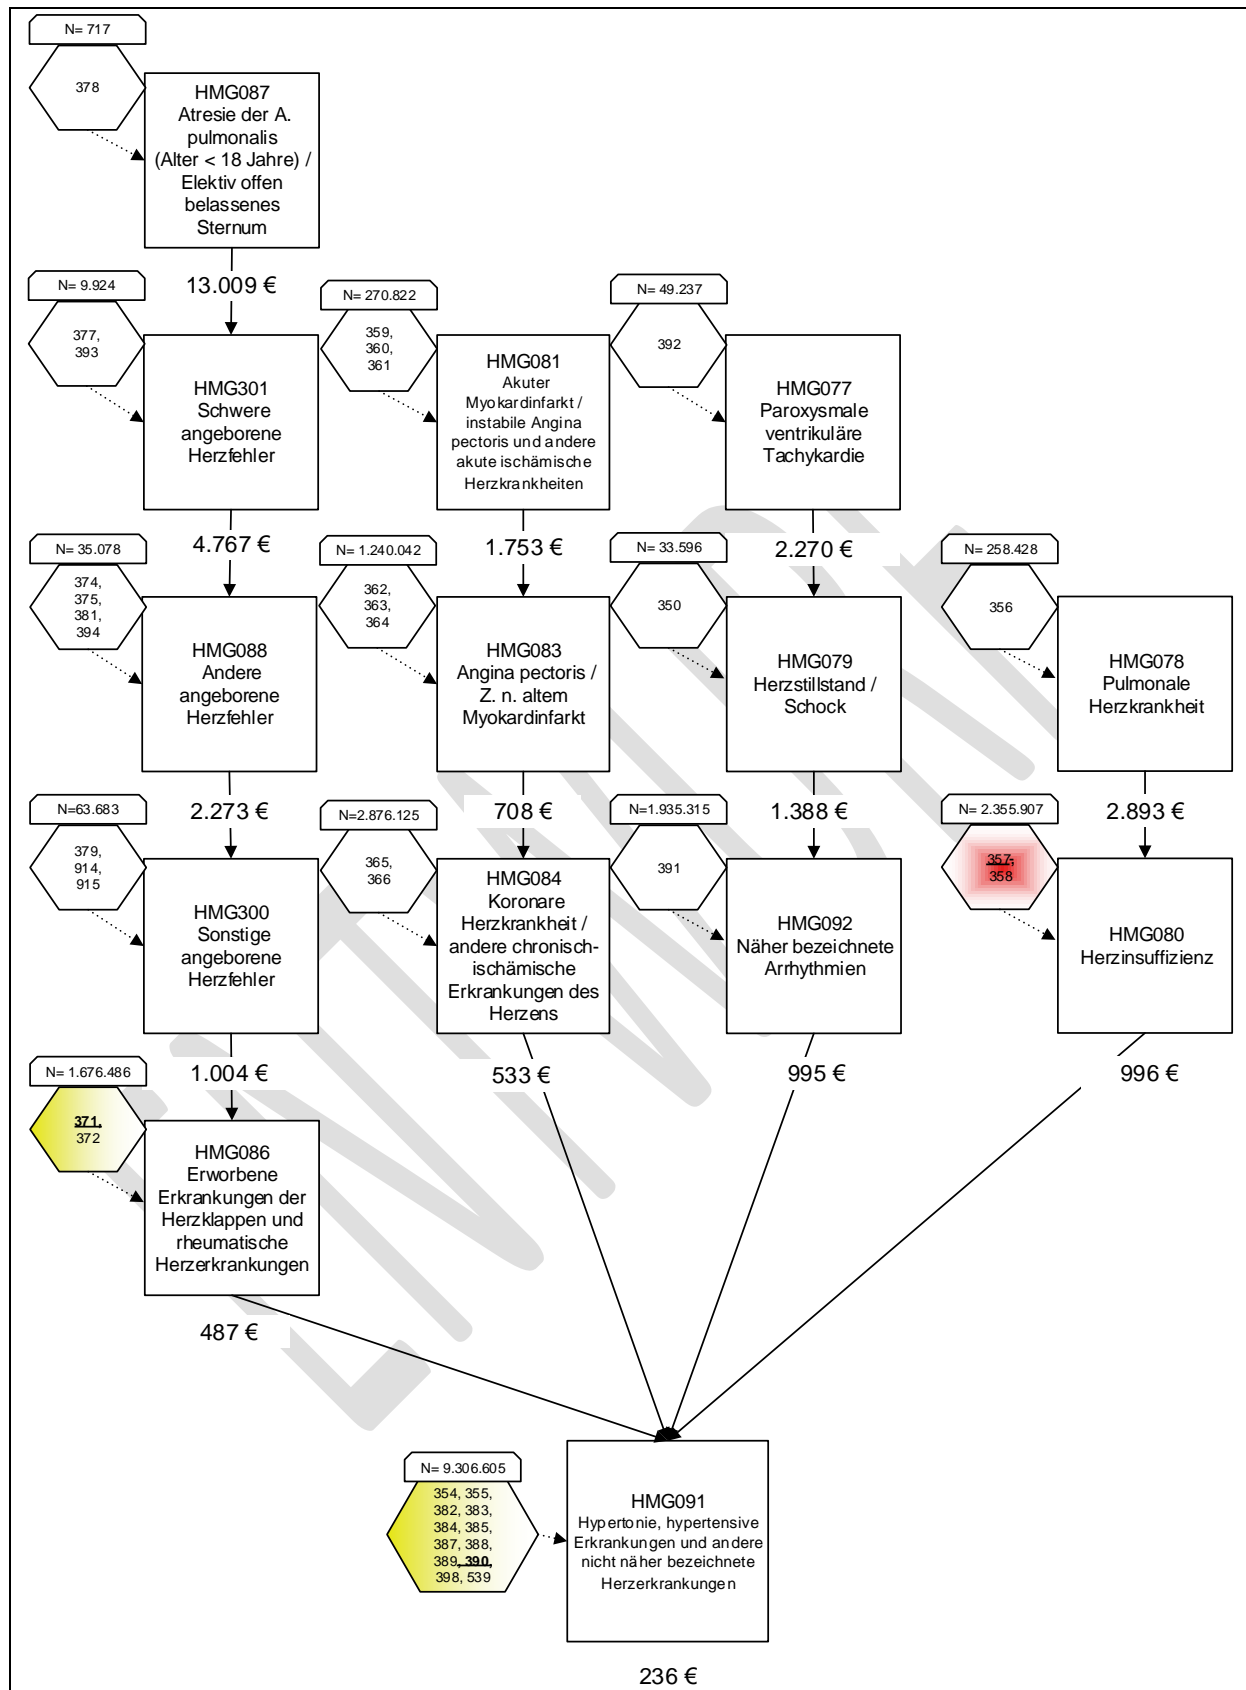 N= 717
378
HMG087
Atresie der A.
pulmonalis
(Alter < 18 Jahre) /
Elektiv offen
belassenes
Sternum
13.009 €
N= 9.924
377,
393
HMG301
Schwere
angeborene
Herzfehler
4.767 €
N= 270.822
359,
360,
361
HMG081
Akuter
Myokardinfarkt /
instabile Angina
pectoris und andere
akute ischämische
Herzkrankheiten
1.753 €
N= 49.237
392
HMG077
Paroxysmale
ventrikuläre
Tachykardie
2.270 €
N= 35.078
374,
375,
381,
394
HMG088
Andere
angeborene
Herzfehler
2.273 €
N= 1.240.042
362,
363,
364
HMG083
Angina pectoris /
Z. n. altem
Myokardinfarkt
708 €
N= 33.596
350
HMG079
Herzstillstand /
Schock
1.388 €
N= 258.428
356
HMG078
Pulmonale
Herzkrankheit
2.893 €
N=63.683
379,
914,
915
HMG300
Sonstige
angeborene
Herzfehler
1.004 €
N=2.876.125
365,
366
HMG084
Koronare
Herzkrankheit /
andere chronisch-
ischämische
Erkrankungen des
Herzens
533 €
N=1.935.315
391
HMG092
Näher bezeichnete
Arrhythmien
995 €
N= 2.355.907
357,
358
HMG080
Herzinsuffizienz
996 €
N= 1.676.486
371,
372
HMG086
Erworbene
Erkrankungen der
Herzklappen und
rheumatische
Herzerkrankungen
487 €
N= 9.306.605
354, 355,
382, 383,
384, 385,
387, 388,
389, 390,
398, 539
HMG091
Hypertonie, hypertensive
Erkrankungen und andere
nicht näher bezeichnete
Herzerkrankungen
236 €